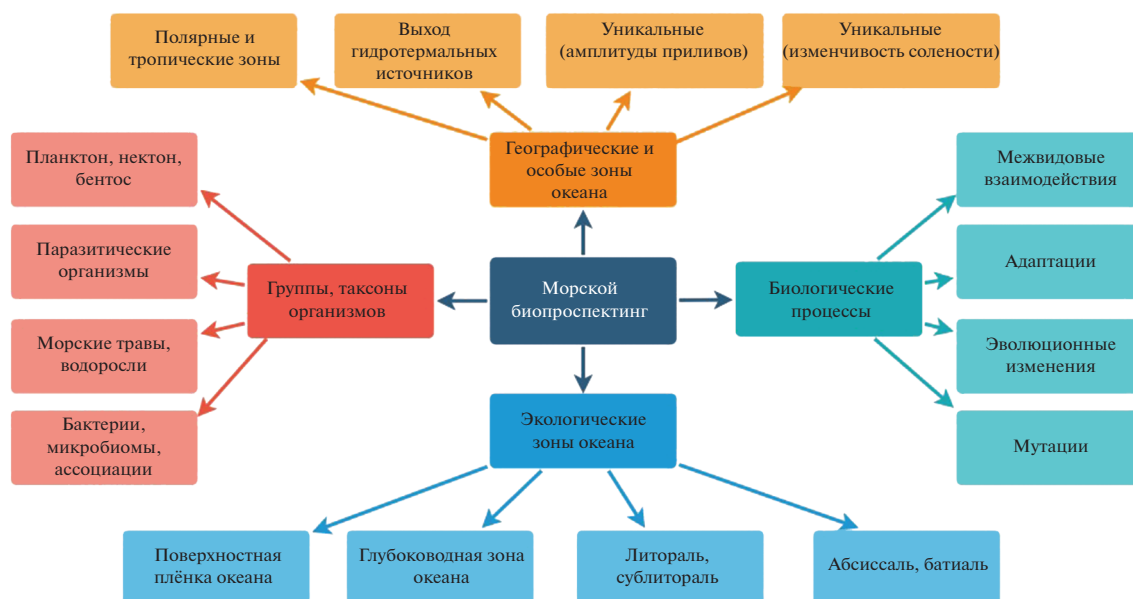 Полярные и
тропические зоны
Выход
гидротермальных
источников
Уникальные
(амплитуды приливов)
Уникальные
(изменчивость солености)
Географические и
особые зоны
океана
Планктон, нектон,
бентос
Паразитические
организмы
Морские травы,
водоросли
Бактерии,
микробиомы,
ассоциации
Группы, таксоны
организмов
Морской
биопроспектинг
Биологические
процессы
Межвидовые
взаимодействия
Адаптации
Эволюционные
изменения
Мутации
Экологические
зоны океана
Поверхностная
плёнка океана
Глубоководная зона
океана
Литораль,
сублитораль
Абсиссаль, батиаль